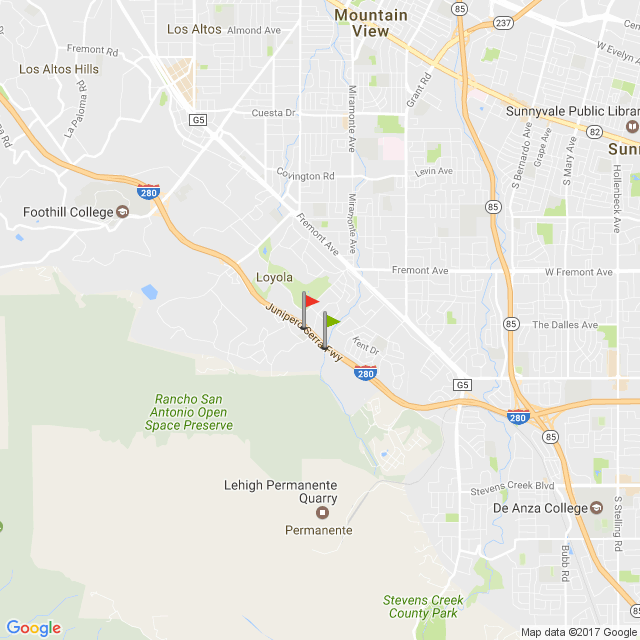 Mountain
View
237
Los Altos
Almond Ave
85
Central
Fremont Rd
W Evelyn Ave
Los Altos Hills
La Paloma Rd
Grant Rd
G5
Cuesta Dr
Miramonte Ave
Sunnyvale Public Libra
82
S Bernardo Ave
Grape Ave
S Mary Ave
Sunn
Hollenbeck Ave
Levin Ave
Covington Rd
280
85
Foothill College
Fremont Ave
Miramonte Ave
Loyola
Fremont Ave
W Fremont Ave
Junipero Serra Fwy
85
The Dalles Ave
Kent Dr
280
G5
Rancho San
Antonio Open
Space Preserve
280
85
85
Lehigh Permanente
Quarry
Permanente
Stevens Creek Blvd
De Anza College
S Stelling Rd
Bubb Rd
Stevens Creek
County Park
85
Google
Map data ©2017 Google